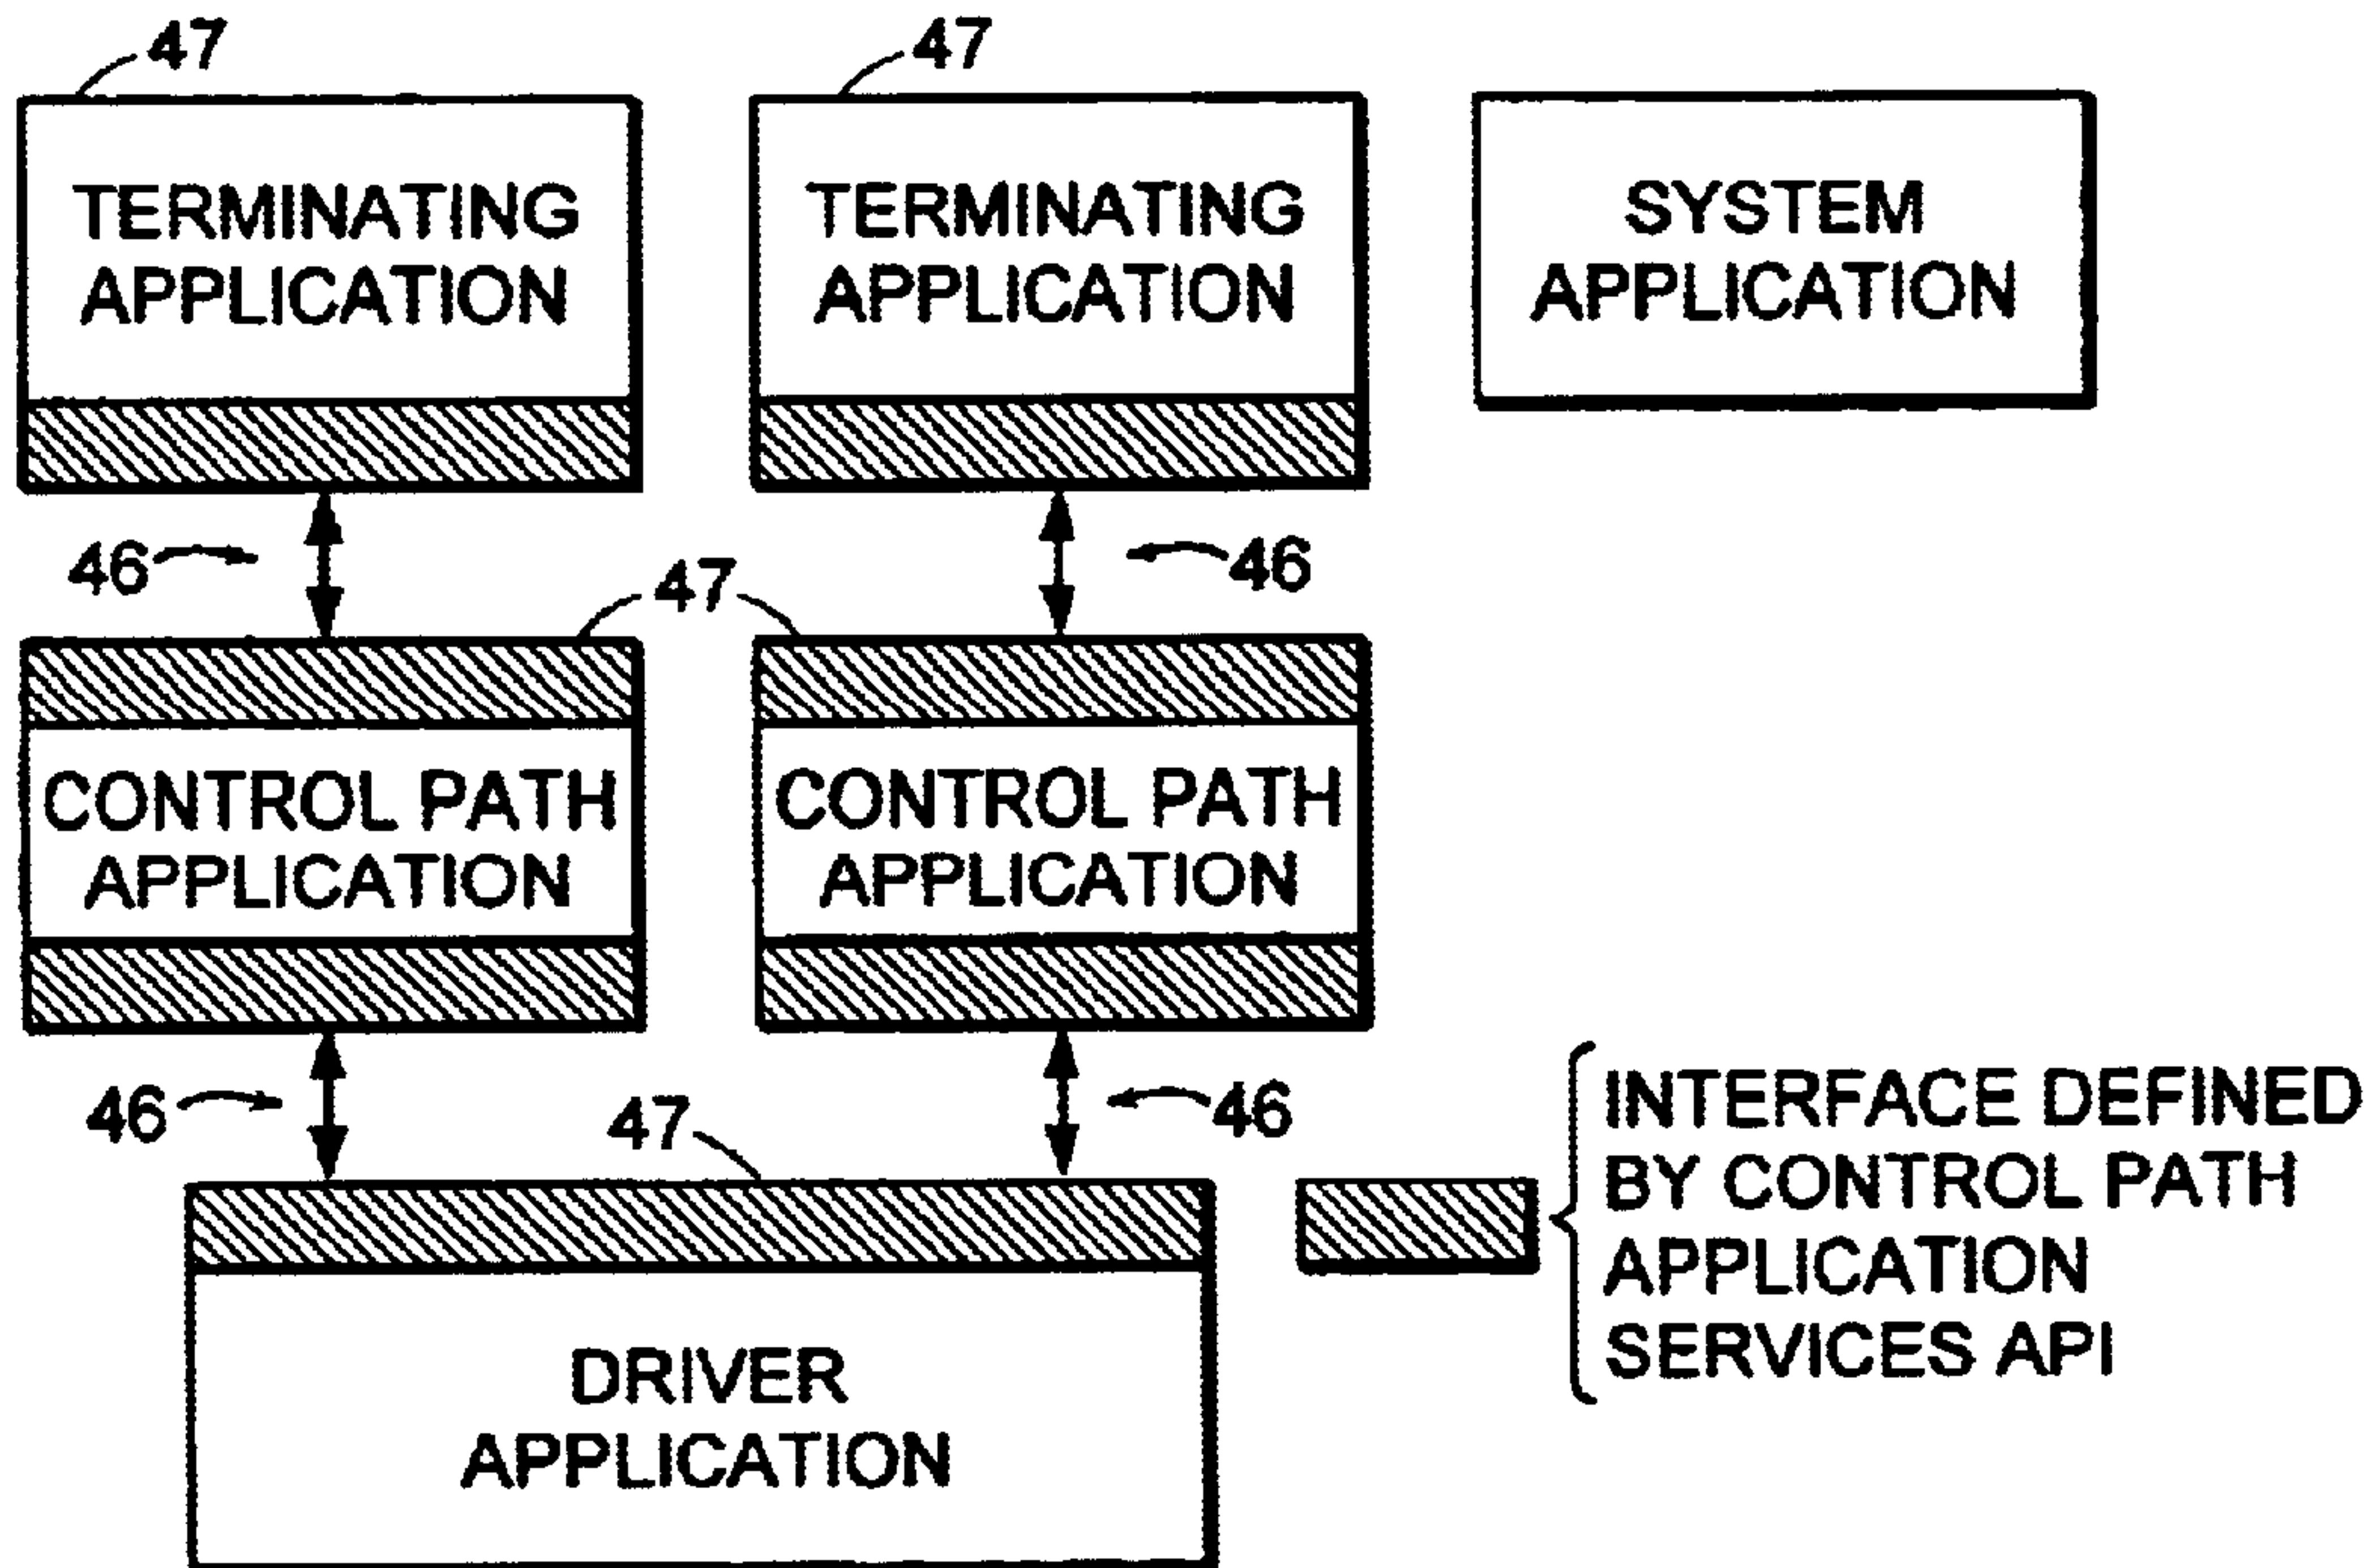 47
47
TERMINATING
APPLICATION
TERMINATING
APPLICATION
SYSTEM
APPLICATION
46
46
47
CONTROL PATH
APPLICATION
CONTROL PATH
APPLICATION
46
46
47
INTERFACE DEFINED
BY CONTROL PATH
APPLICATION
SERVICES API
DRIVER
APPLICATION